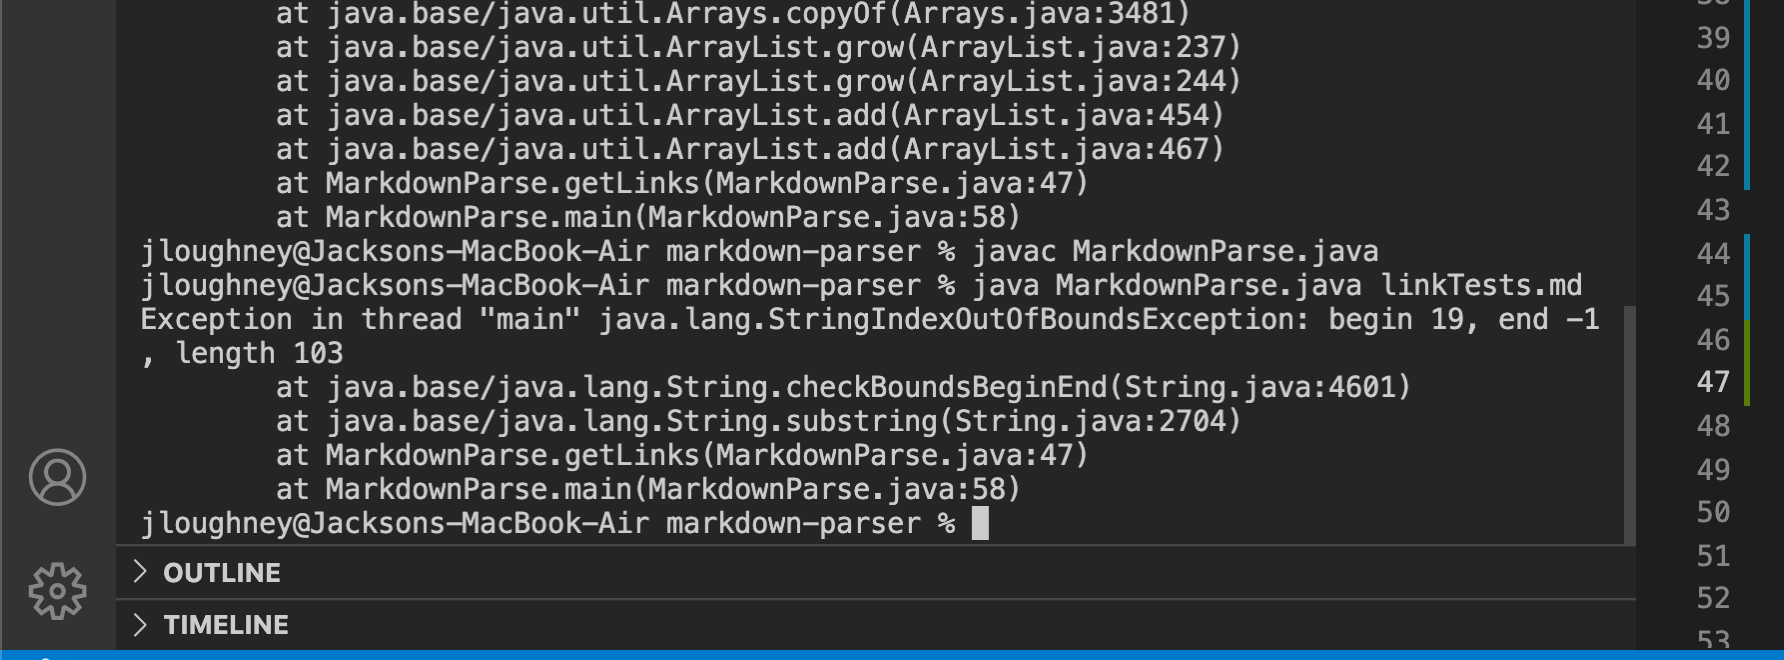 at java.base/java.util.Arrays.copyOf(Arrays.java:3481)
at java.base/java.util.ArrayList.grow(ArrayList.java:237)
at java.base/java.util.ArrayList.grow(ArrayList.java:244)
at java.base/java.util.ArrayList.add(ArrayList.java:454)
at java.base/java.util.ArrayList.add(ArrayList.java:467)
at MarkdownParse.getLinks(MarkdownParse.java:47)
at MarkdownParse.main(MarkdownParse.java:58)
jloughney@Jacksons-MacBook-Air markdown-parser % javac MarkdownParse.java
jloughney@Jacksons-MacBook-Air markdown-parser % java MarkdownParse.java linkTests.md
Exception in thread "main" java.lang.StringIndexOutOfBoundsException: begin 19, end -1
, length 103
at java.base/java.lang.String.checkBoundsBeginEnd(String.java:4601)
at java.base/java.lang.String.substring(String.java:2704)
at MarkdownParse.getLinks(MarkdownParse.java:47)
at MarkdownParse.main(MarkdownParse.java:58)
jloughney@Jacksons-MacBook-Air markdown-parser %
OUTLINE
TIMELINE
39
40
41
42
43
44
45
46
47
48
49
50
51
52
53